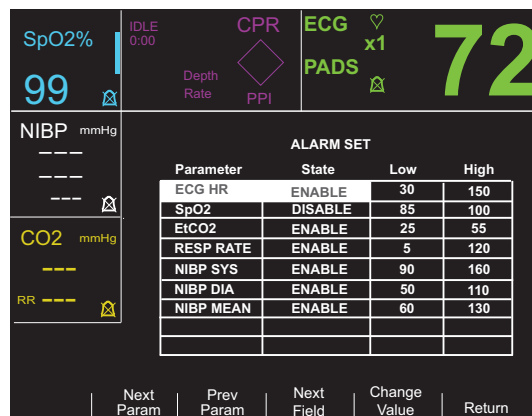 SpO2%
99
IDLE
0:00
CPR
Depth
Rate
PPI
ECG
x1
PADS
72
NIBP mmHg
---
---
---
CO2 mmHg
---
RR ---
ALARM SET
Parameter State Low High
ECG HR ENABLE 30 150
SpO2 DISABLE 85 100
EtCO2 ENABLE 25 55
RESP RATE ENABLE 5 120
NIBP SYS ENABLE 90 160
NIBP DIA ENABLE 50 110
NIBP MEAN ENABLE 60 130
Next Param
Prev Param
Next Field
Change Value
Return